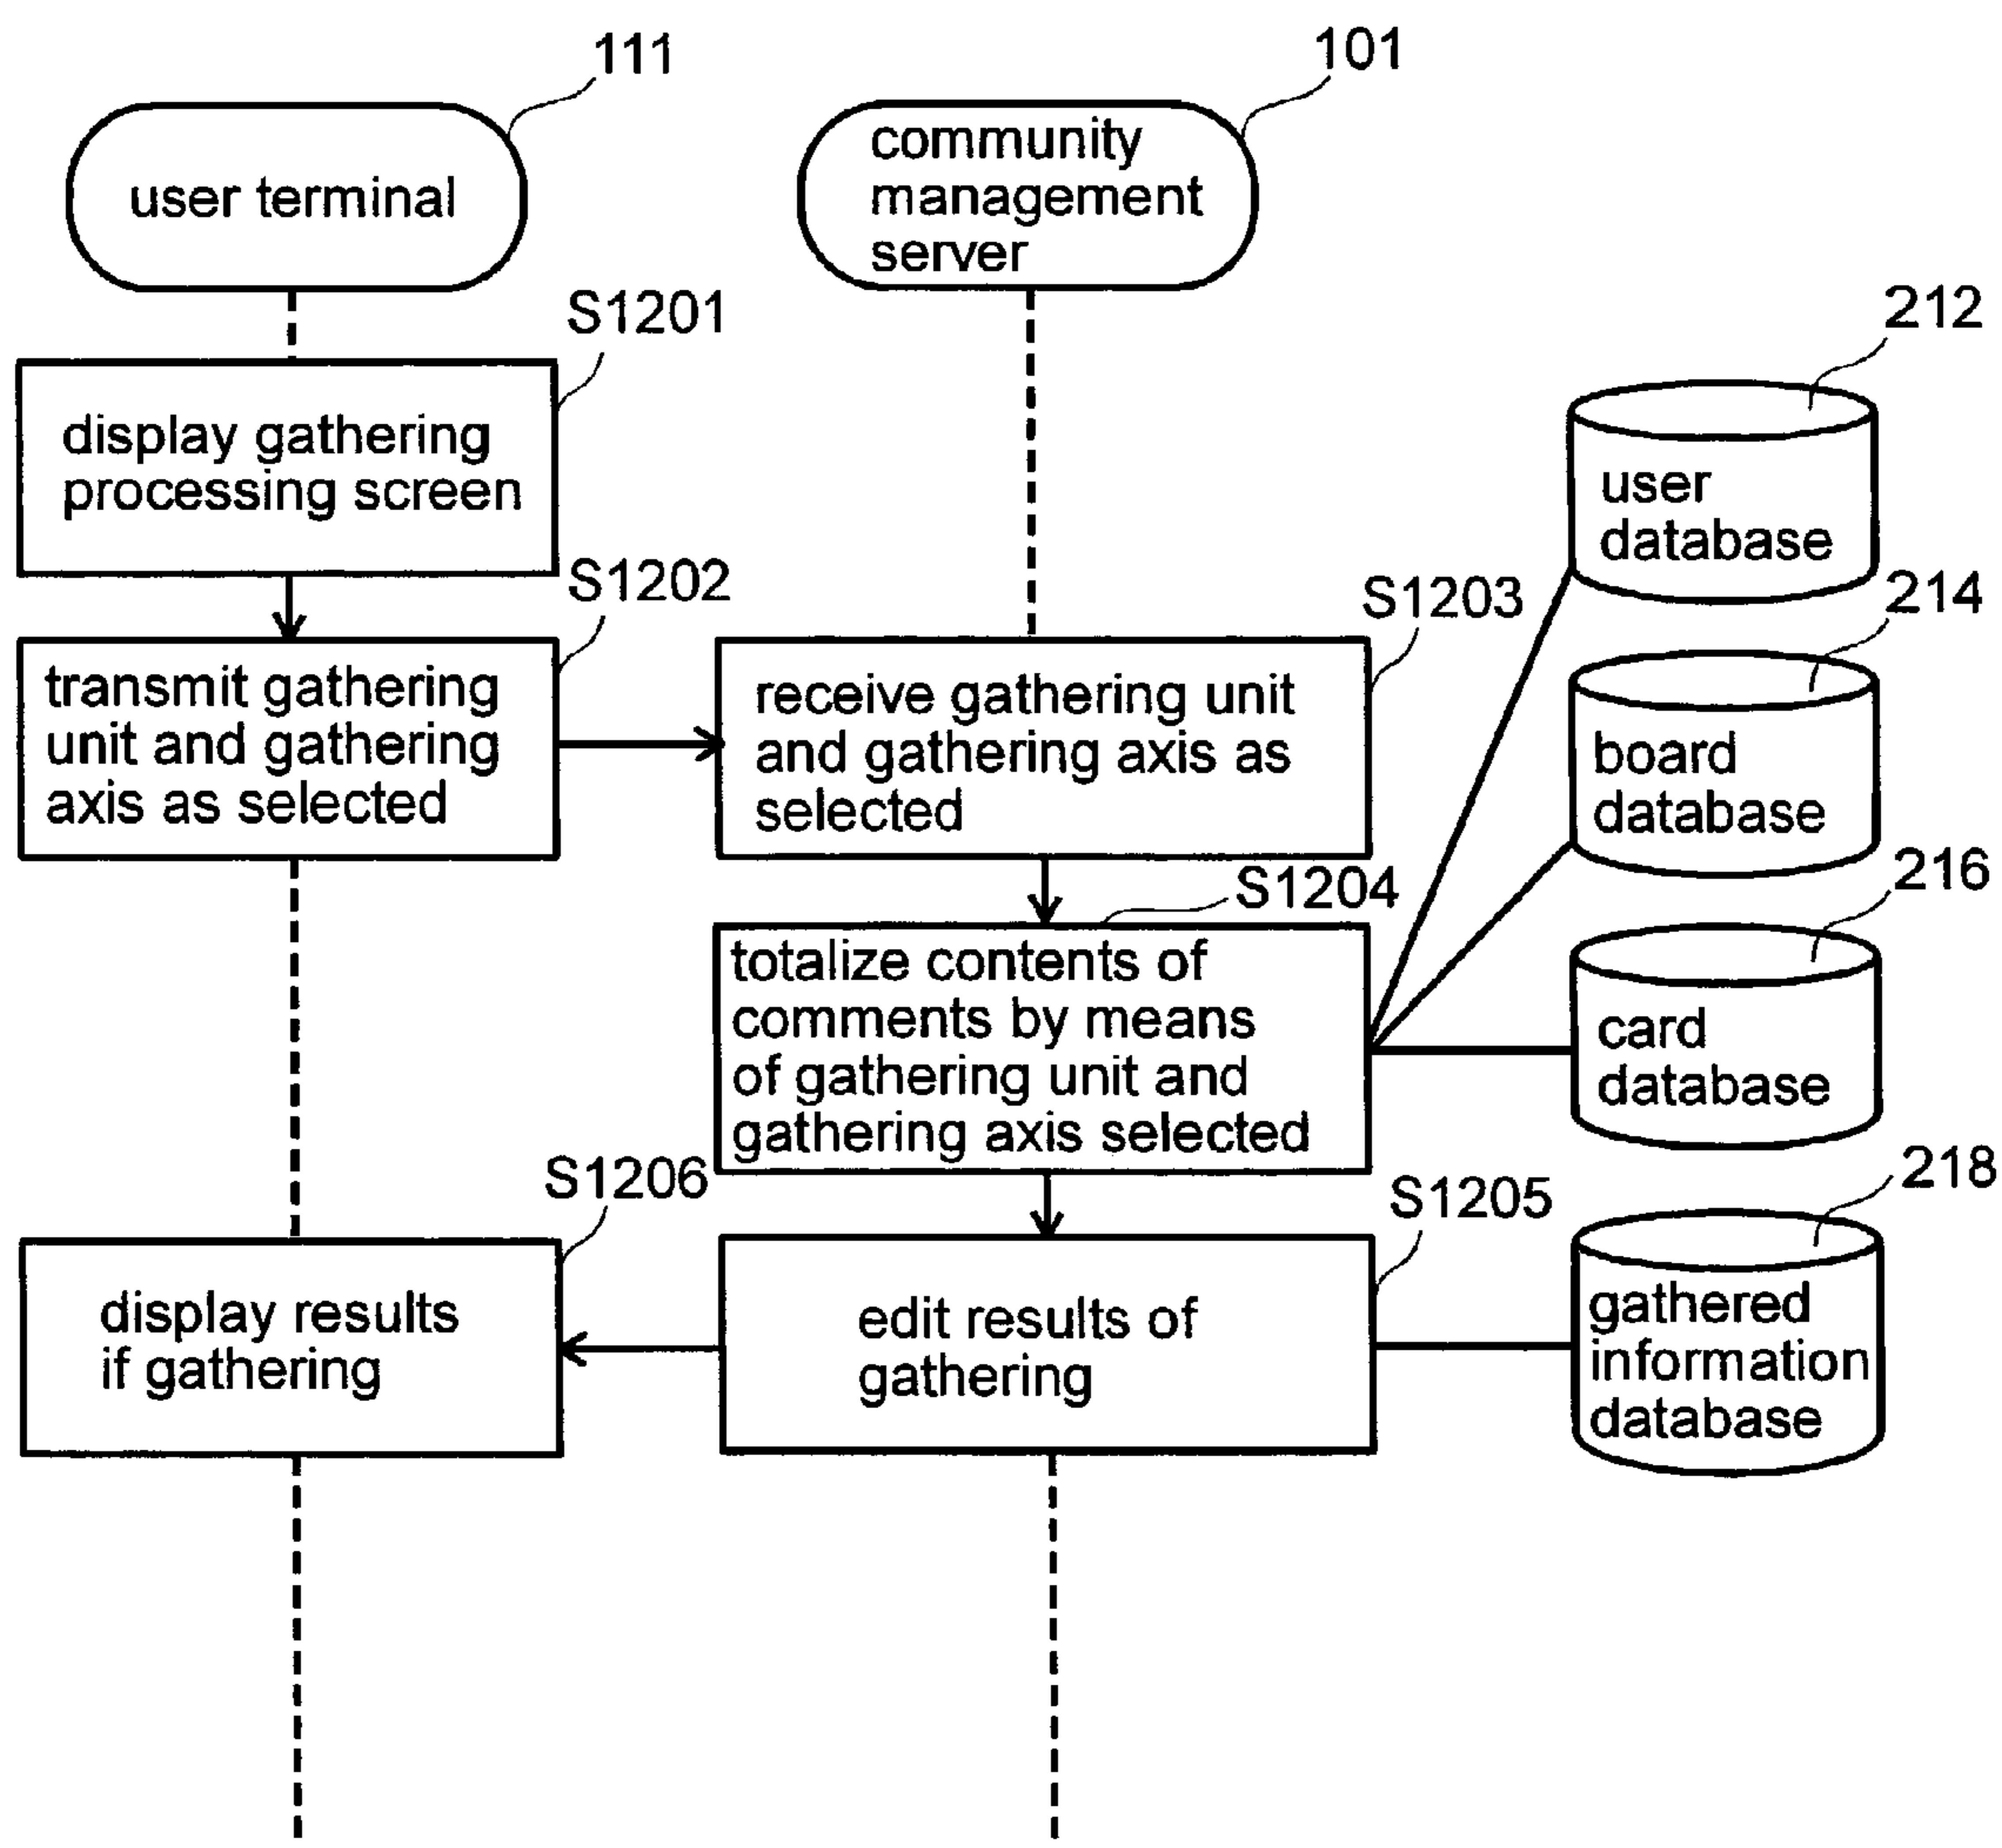 111
101
user terminal
community
management
server
S1201
212
display gathering
processing screen
user
database
S1202
S1203
214
transmit gathering
unit and gathering
axis as selected
receive gathering unit
and gathering axis as
selected
board
database
S1204
216
totalize contents of
comments by means
of gathering unit and
gathering axis selected
card
database
S1206
S1205
218
display results
if gathering
edit results of
gathering
gathered
information
database